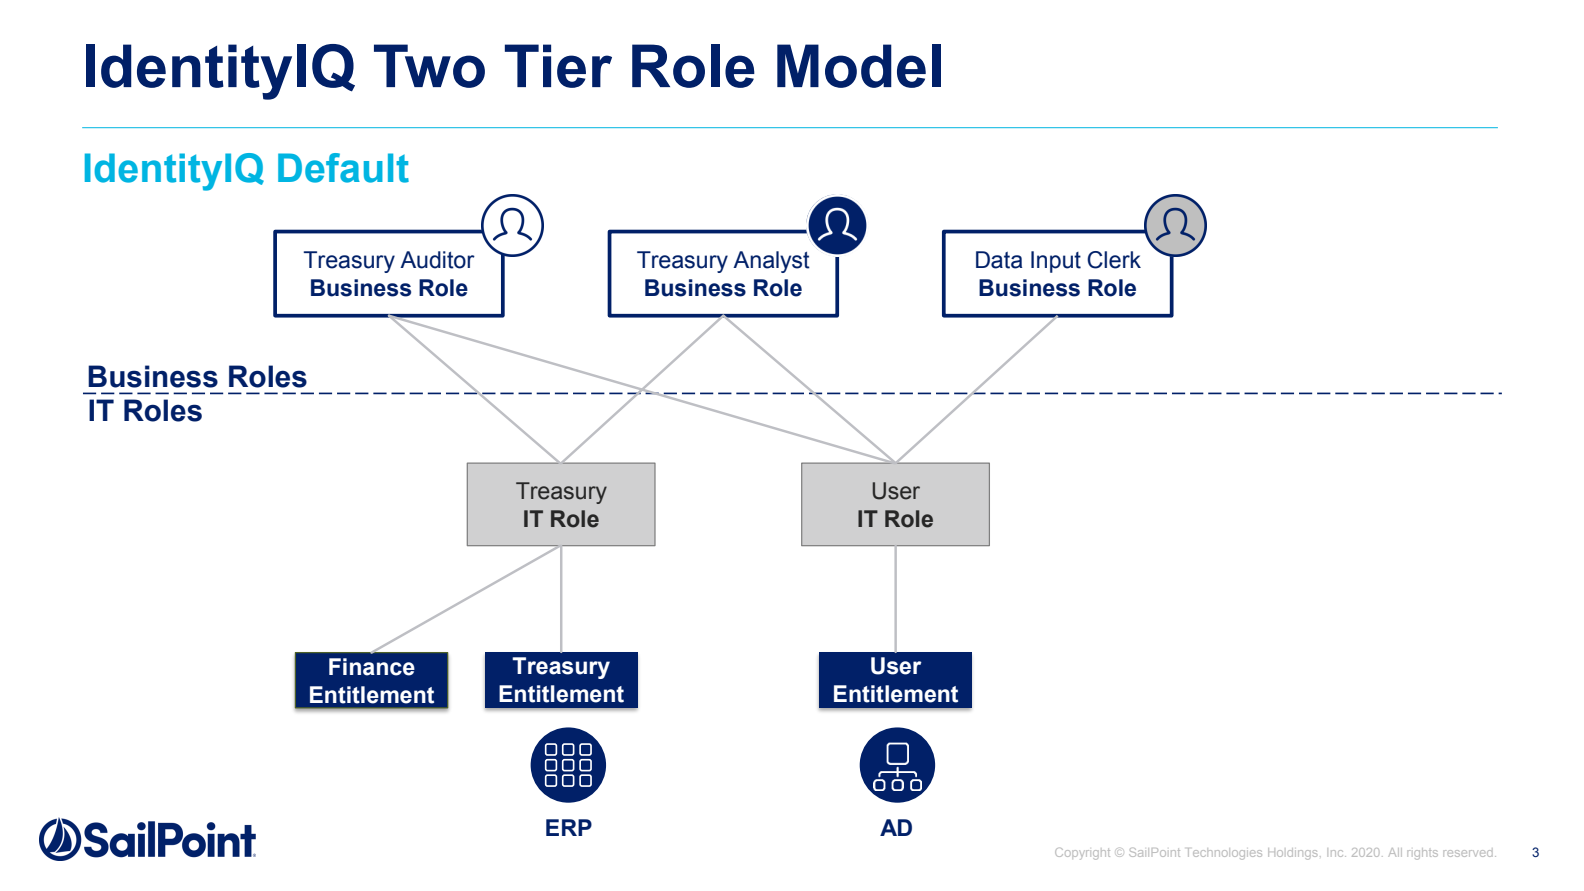 IdentityIQ Two Tier Role Model
IdentityIQ Default
Treasury Auditor
Business Role
Treasury Analyst
Business Role
Data Input Clerk
Business Role
Business Roles
IT Roles
Treasury
IT Role
User
IT Role
Finance
Entitlement
Treasury
Entitlement
User
Entitlement
ERP
AD
SailPoint
Copyright © SailPoint Technologies Holdings, Inc. 2020. All rights reserved.
3